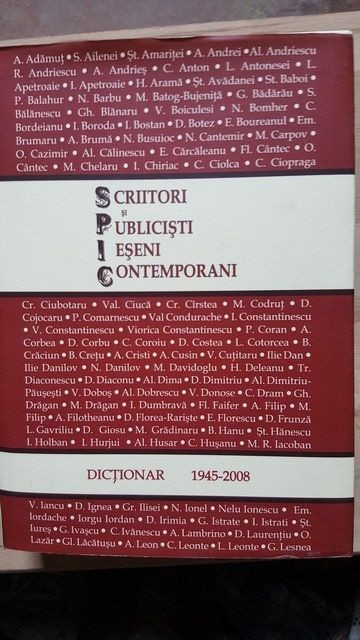 A. Adămuț • S. Ailenei • Șt. Amariței • A. Andrei • Al. Andriescu
R. Andriescu • A. Andrieș • C. Anton • L. Antonesei • L.
Apetroaie • I. Apetroaie • H. Aramă • Șt. Avădanei • St. Baboi •
P. Balahur • N. Barbu • M. Batog-Bujeniță • G. Bădărău • S.
Bălănescu • Gh. Blănaru • V. Boiculesi • N. Bomher • C.
Bordeianu • I. Boroda • I. Bostan • D. Botez • E. Boureanul • Em.
Brumaru • A. Brumă • N. Busuioc • N. Cantemir • M. Carpov •
O. Cazimir • Al. Călinescu • E. Cârcăleanu • Fl. Cântec • O.
Cântec • M. Chelaru • I. Chiriac • C. Ciolca • C. Ciopraga
SCRIITORI
și
PUBLICIȘTI
IEȘENI
CONTEMPORANI
Cr. Ciubotaru • Val. Ciucă • Cr. Cîrstea • M. Codruț • D.
Cojocaru • P. Comarnescu • Val Condurache • I. Constantinescu
• V. Constantinescu • Viorica Constantinescu • P. Coran • A.
Corbea • D. Corbu • C. Coroiu • D. Costea • L. Cotorcea • B.
Crăciun • B. Crețu • A. Cristi • A. Cusin • V. Cuțitaru • Ilie Dan •
Ilie Danilov • N. Danilov • M. Davidoglu • H. Deleanu • Tr.
Diaconescu • D. Diaconu • Al. Dima • D. Dimitriu • Al. Dimitriu-
Păușești • V. Doboș • Al. Dobrescu • V. Donose • C. Dram • Gh.
Drăgan • M. Drăgan • I. Dumbravă • Fl. Faifer • A. Filip • M.
Filip • A. Filotheanu • D. Florea-Rariște • E. Florescu • D. Frunză
L. Gavriliu • D. Giosu • M. Grădinaru • B. Hanu • Șt. Hănescu
I. Holban • I. Hurjui • Al. Husar • C. Hușanu • M. R. Iacoban
DICȚIONAR 1945-2008
V. Iancu • D. Ignea • Gr. Ilisei • N. Ionel • Nelu Ionescu • Em.
Iordache • Iorgu Iordan • D. Irimia • G. Istrate • I. Istrati • Șt.
Iureș • G. Ivașcu • C. Ivănescu • A. Lambrino • D. Laurențiu • O.
Lazăr • Gl. Lăcătușu • A. Leon • C. Leonte • L. Leonte • G. Lesnea